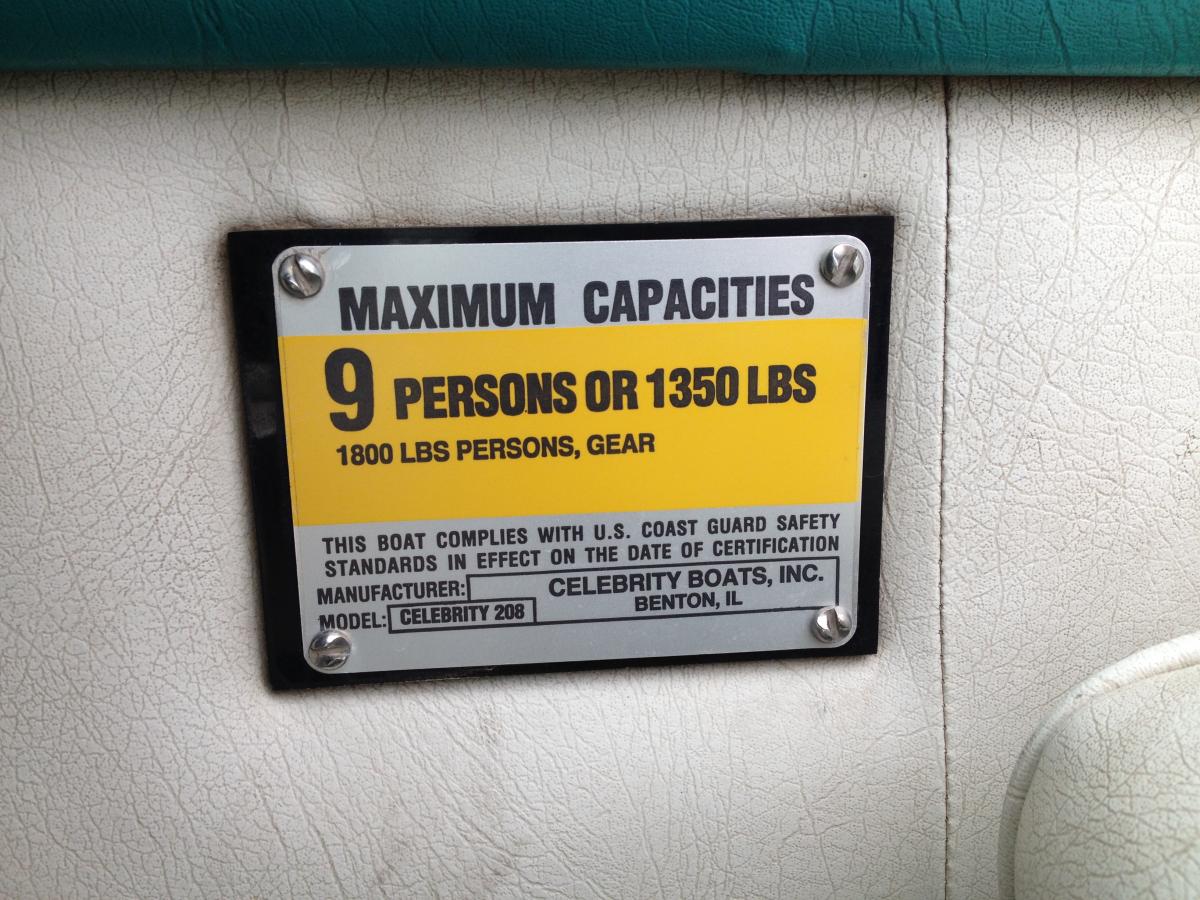 MAXIMUM CAPACITIES
9 PERSONS OR 1350 LBS
1800 LBS PERSONS, GEAR
THIS BOAT COMPLIES WITH U.S. COAST GUARD SAFETY
STANDARDS IN EFFECT ON THE DATE OF CERTIFICATION
MANUFACTURER: CELEBRITY BOATS, INC.
BENTON, IL
MODEL: CELEBRITY 208